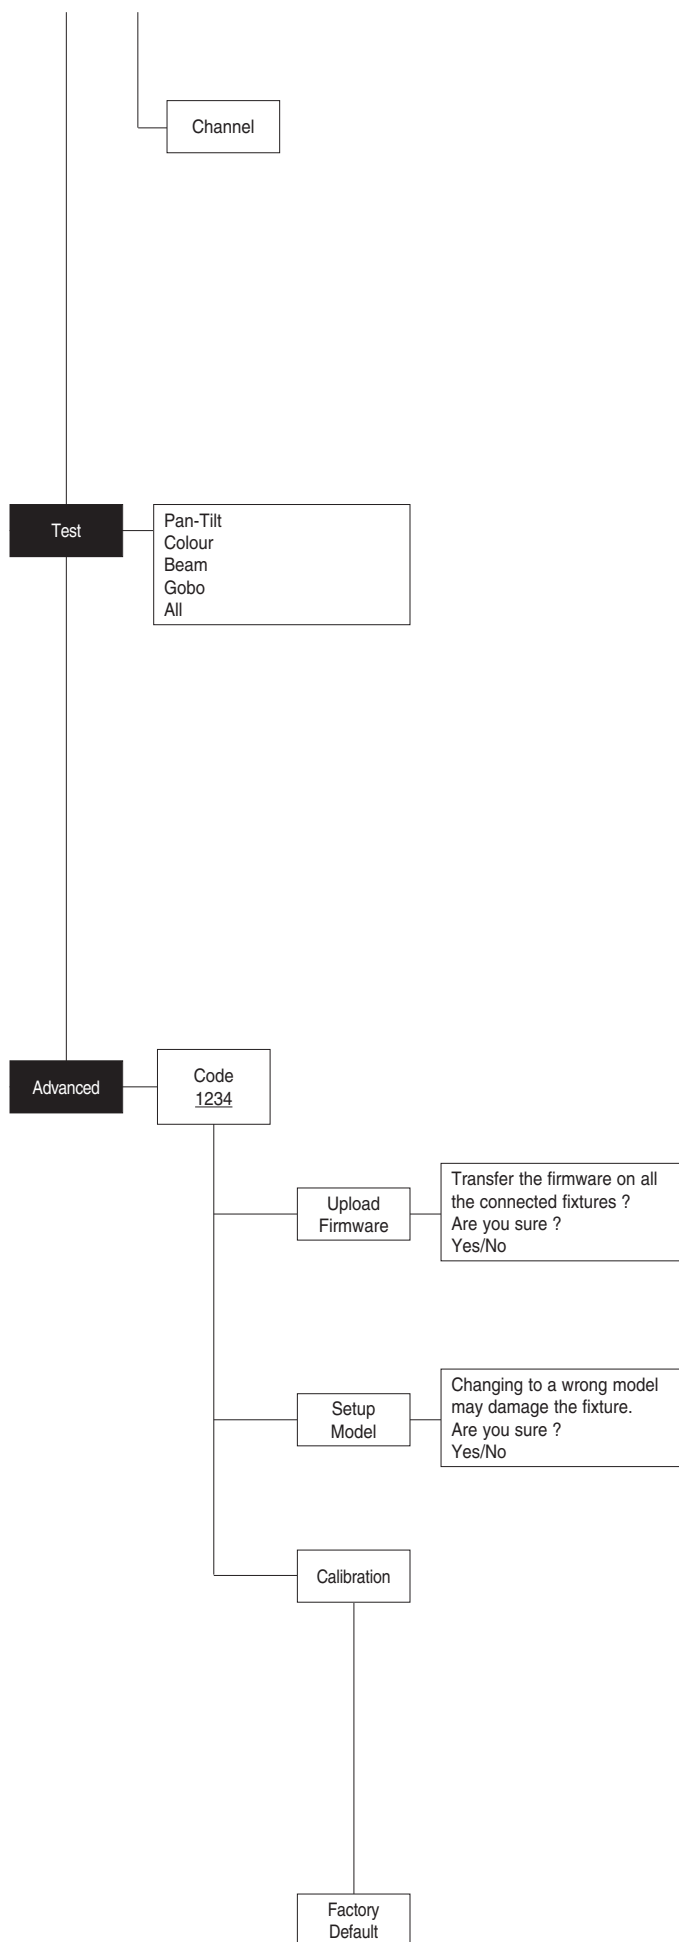 Channel
Test
Pan-Tilt
Colour
Beam
Gobo
All
Advanced
Code
1234
Upload
Firmware
Transfer the firmware on all
the connected fixtures ?
Are you sure ?
Yes/No
Setup
Model
Changing to a wrong model
may damage the fixture.
Are you sure ?
Yes/No
Calibration
Factory
Default